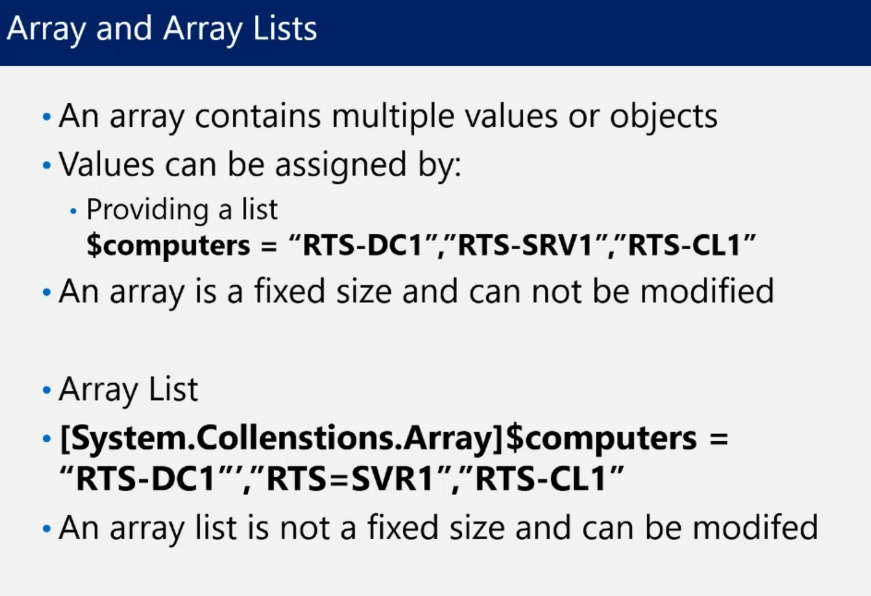 Array and Array Lists
• An array contains multiple values or objects
• Values can be assigned by:
• Providing a list
$computers = “RTS-DC1”,”RTS-SRV1”,”RTS-CL1”
• An array is a fixed size and can not be modified
• Array List
• [System.Collenstions.Array]$computers =
“RTS-DC1”’,”RTS=SVR1”,”RTS-CL1”
• An array list is not a fixed size and can be modifed